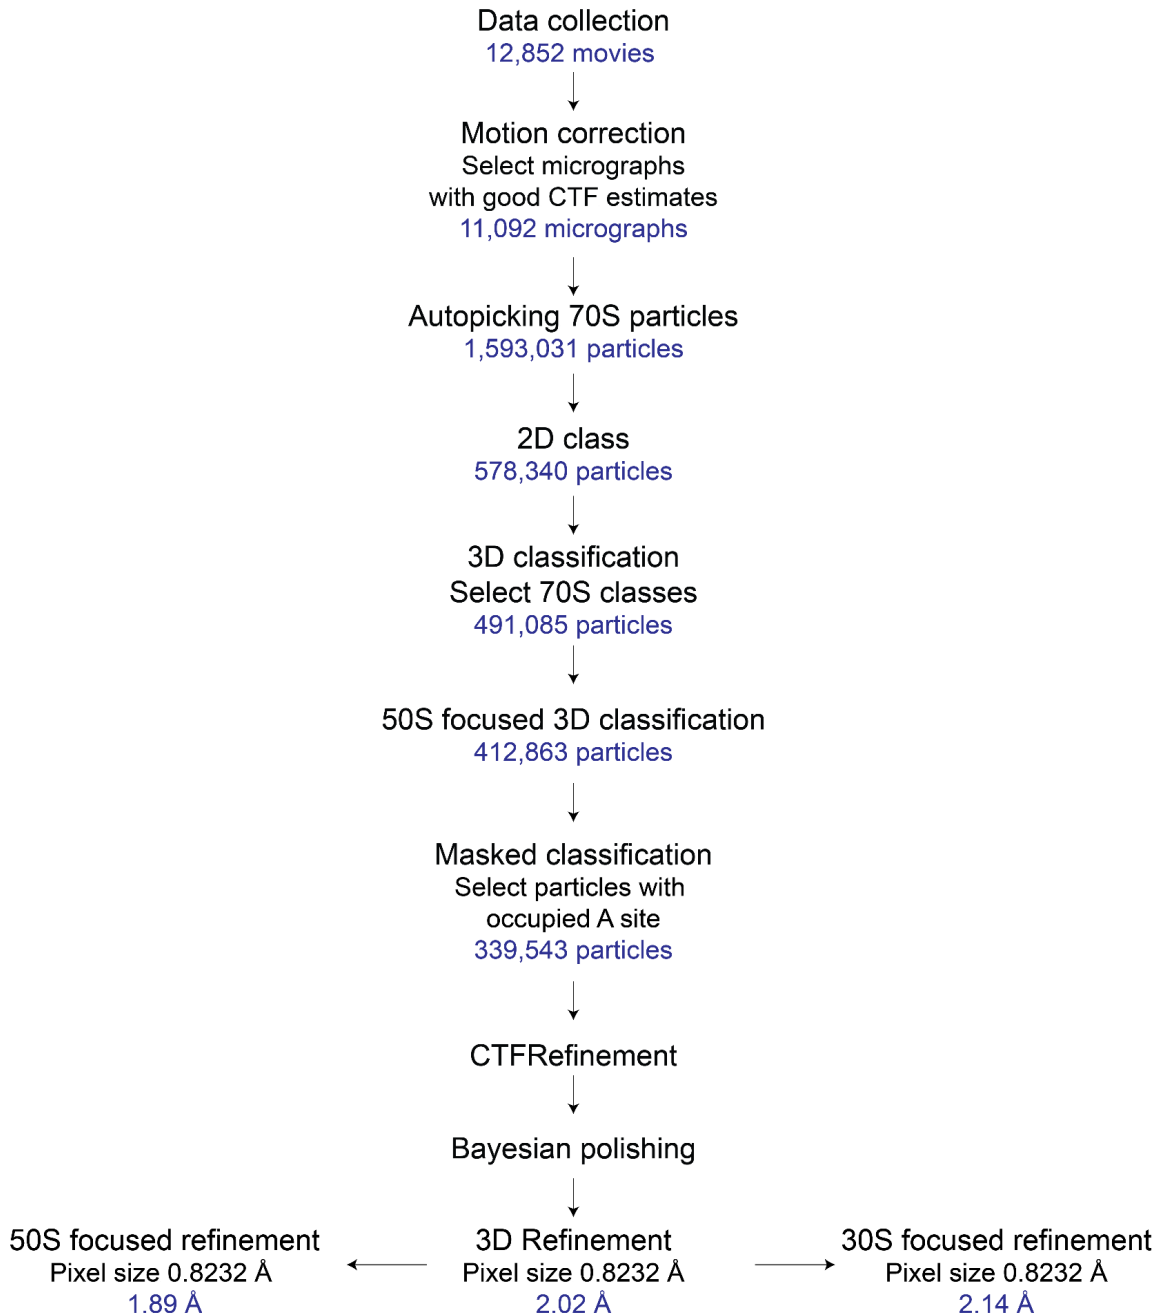 Data collection
12,852 movies
Motion correction
Select micrographs
with good CTF estimates
11,092 micrographs
Autopicking 70S particles
1,593,031 particles
2D class
578,340 particles
3D classification
Select 70S classes
491,085 particles
50S focused 3D classification
412,863 particles
Masked classification
Select particles with
occupied A site
339,543 particles
CTFRefinement
Bayesian polishing
50S focused refinement
Pixel size 0.8232 Å
1.89 Å
3D Refinement
Pixel size 0.8232 Å
2.02 Å
30S focused refinement
Pixel size 0.8232 Å
2.14 Å